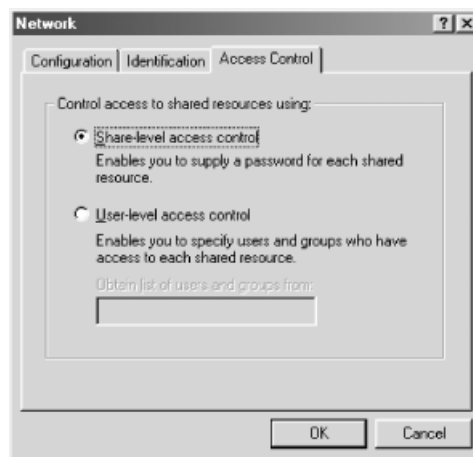 Network
? ×
Configuration Identification Access Control
Control access to shared resources using:
Share-level access control
Enables you to supply a password for each shared
resource.
User-level access control
Enables you to specify users and groups who have
access to each shared resource.
Obtain list of users and groups from:
OK Cancel